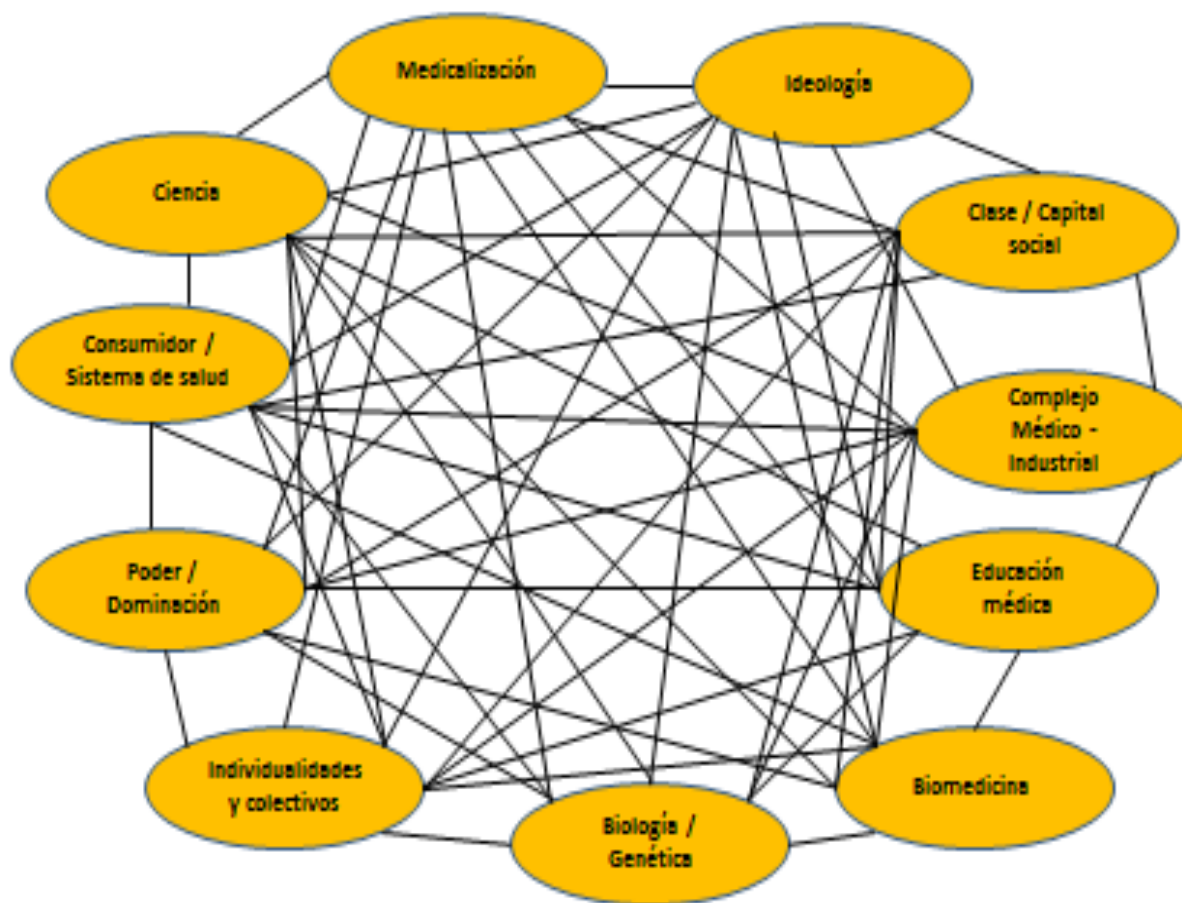 Medicalización
Ideología
Ciencia
Clase / Capital
social
Consumidor /
Sistema de salud
Complejo
Médico -
Industrial
Poder /
Dominación
Educación
médica
Individualidades
y colectivos
Biomedicina
Biología /
Genética